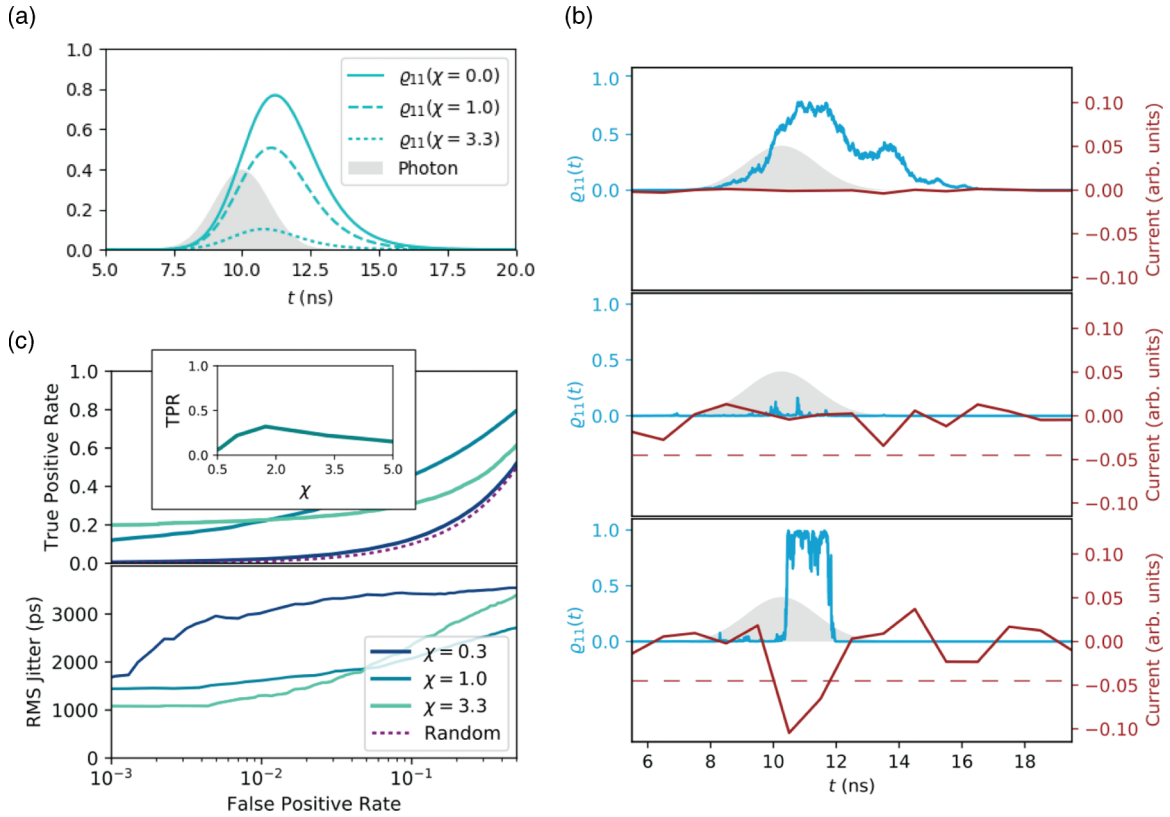 (a)
1.0
0.8
0.6
0.4
0.2
0.0
ϱ₁₁(χ = 0.0)
ϱ₁₁(χ = 1.0)
ϱ₁₁(χ = 3.3)
Photon
5.0 7.5 10.0 12.5 15.0 17.5 20.0
t (ns)
(b)
1.0
0.5
0.0
ϱ₁₁(t)
0.10
0.05
0.00
−0.05
−0.10
Current (arb. units)
1.0
0.5
0.0
ϱ₁₁(t)
0.10
0.05
0.00
−0.05
−0.10
Current (arb. units)
1.0
0.5
0.0
ϱ₁₁(t)
0.10
0.05
0.00
−0.05
−0.10
Current (arb. units)
6 8 10 12 14 16 18
t (ns)
(c)
True Positive Rate
1.0
0.8
0.6
0.4
0.2
0.0
TPR
1.0
0.5
0.0
0.5 2.0 3.5 5.0
χ
RMS Jitter (ps)
3000
2000
1000
0
χ = 0.3
χ = 1.0
χ = 3.3
Random
10⁻³ 10⁻² 10⁻¹
False Positive Rate